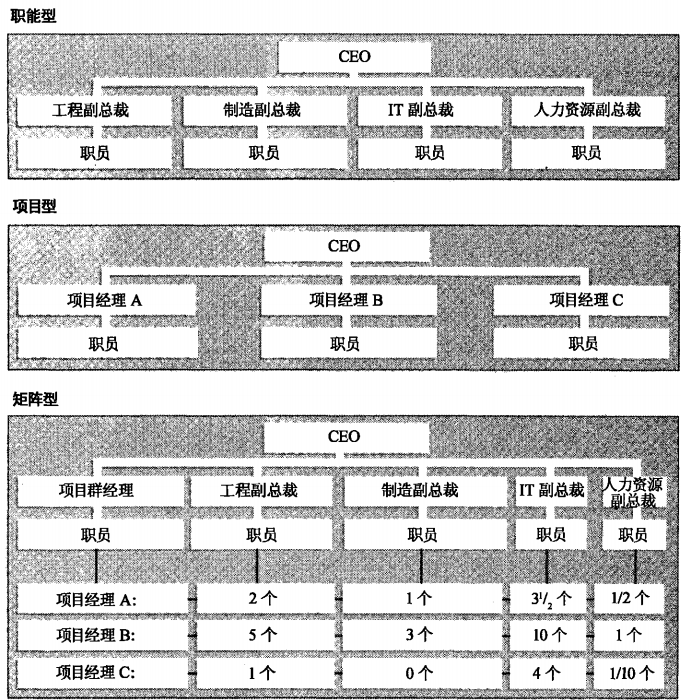 职能型
CEO
工程副总裁 制造副总裁 IT 副总裁 人力资源副总裁
职员 职员 职员 职员
项目型
CEO
项目经理 A 项目经理 B 项目经理 C
职员 职员 职员
矩阵型
CEO
项目群经理 工程副总裁 制造副总裁 IT 副总裁 人力资源副总裁
职员 职员 职员 职员 职员
项目经理 A: 2 个 1 个 3 1/2 个 1/2 个
项目经理 B: 5 个 3 个 10 个 1 个
项目经理 C: 1 个 0 个 4 个 1/10 个